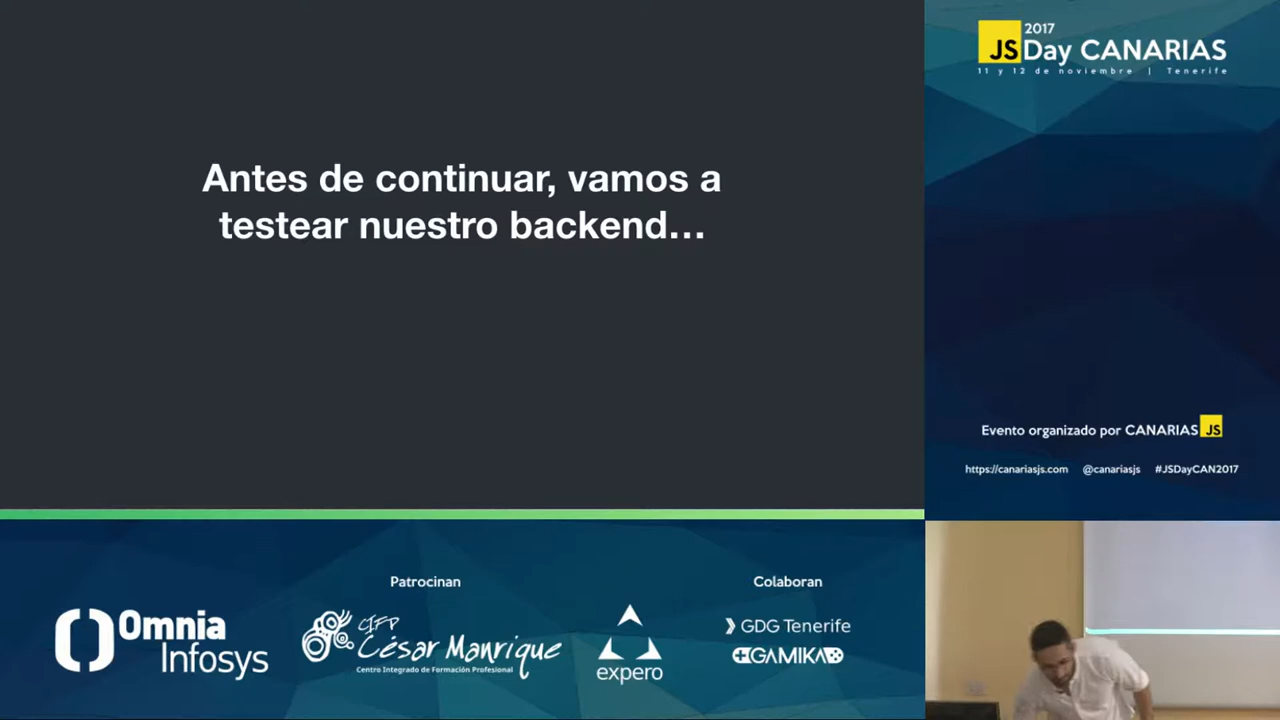 Antes de continuar, vamos a
testear nuestro backend...
2017
JSDay CANARIAS
11 y 12 de noviembre | Tenerife
Evento organizado por CANARIAS JS
https://canariasjs.com @canariasjs #JSDayCAN2017
Patrocinan
Omnia
Infosys
CIFP
César Manrique
Centro Integrado de Formación Profesional
expero
Colaboran
GDG Tenerife
GAMIKA